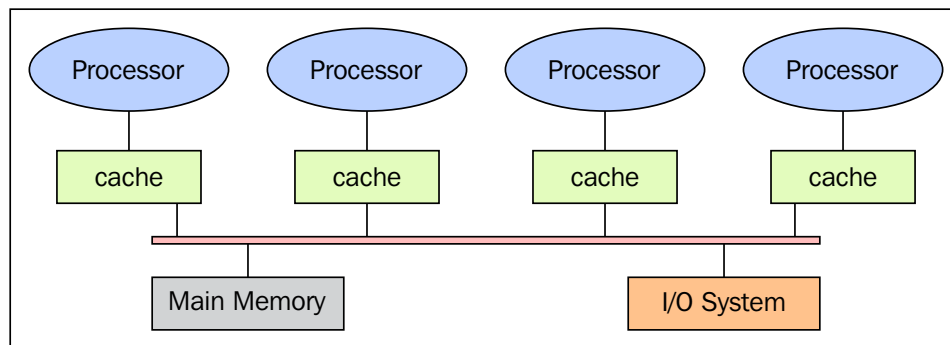 Processor
Processor
Processor
Processor
cache
cache
cache
cache
Main Memory
I/O System